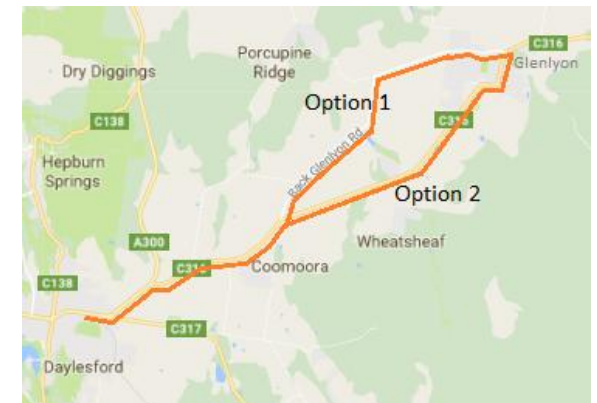 C316
Glenlyon
Porcupine
Ridge
Dry Diggings
Option 1
C138
C316
Hepburn
Springs
Back Glenlyon Rd
Option 2
A300
Wheatsheaf
C316
Coomoora
C138
C317
Daylesford